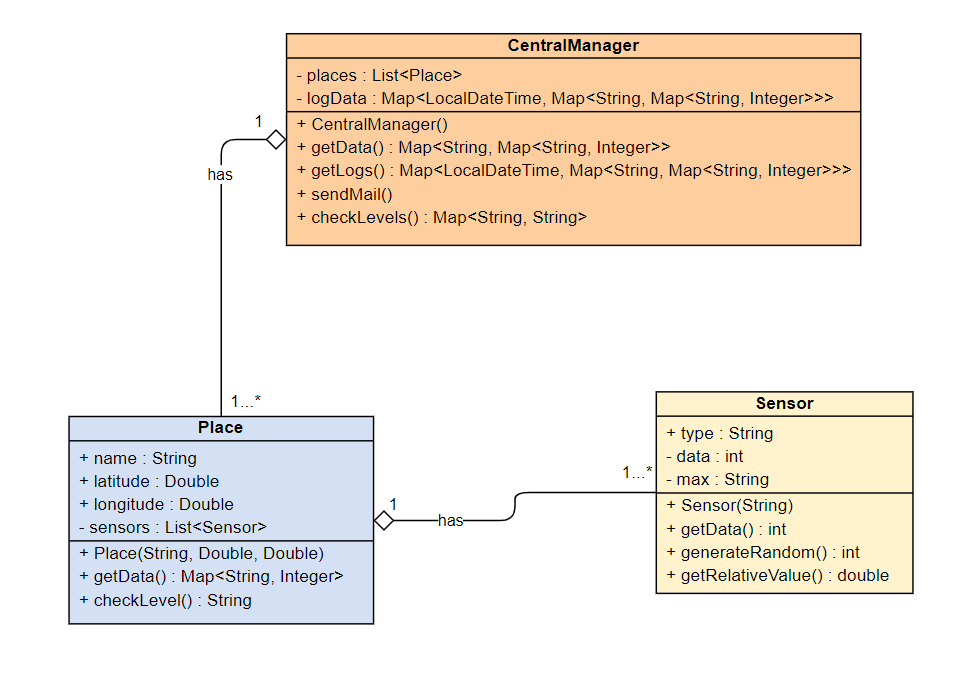 CentralManager
- places : List<Place>
- logData : Map<LocalDateTime, Map<String, Map<String, Integer>>>
+ CentralManager()
+ getData() : Map<String, Map<String, Integer>>
+ getLogs() : Map<LocalDateTime, Map<String, Map<String, Integer>>>
+ sendMail()
+ checkLevels() : Map<String, String>
1
has
1...*
Place
+ name : String
+ latitude : Double
+ longitude : Double
- sensors : List<Sensor>
+ Place(String, Double, Double)
+ getData() : Map<String, Integer>
+ checkLevel() : String
1
has
1...*
Sensor
+ type : String
- data : int
- max : String
+ Sensor(String)
+ getData() : int
+ generateRandom() : int
+ getRelativeValue() : double